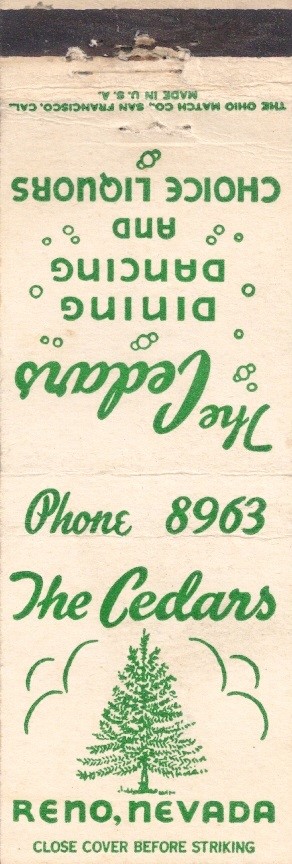 The Cedars
DINING
DANCING
AND
CHOICE LIQUORS
THE OHIO MATCH CO., SAN FRANCISCO, CAL.
MADE IN U. S. A.
Phone 8963
The Cedars
RENO, NEVADA
CLOSE COVER BEFORE STRIKING